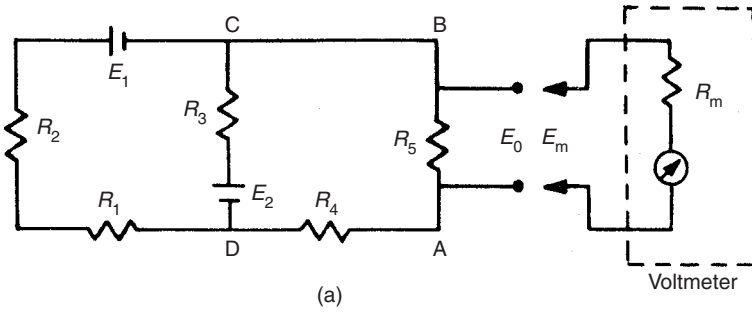 C B
E₁
R₂ R₃ R₅ E₀ Eₘ Rₘ
R₁ E₂ R₄
D A
Voltmeter
(a)